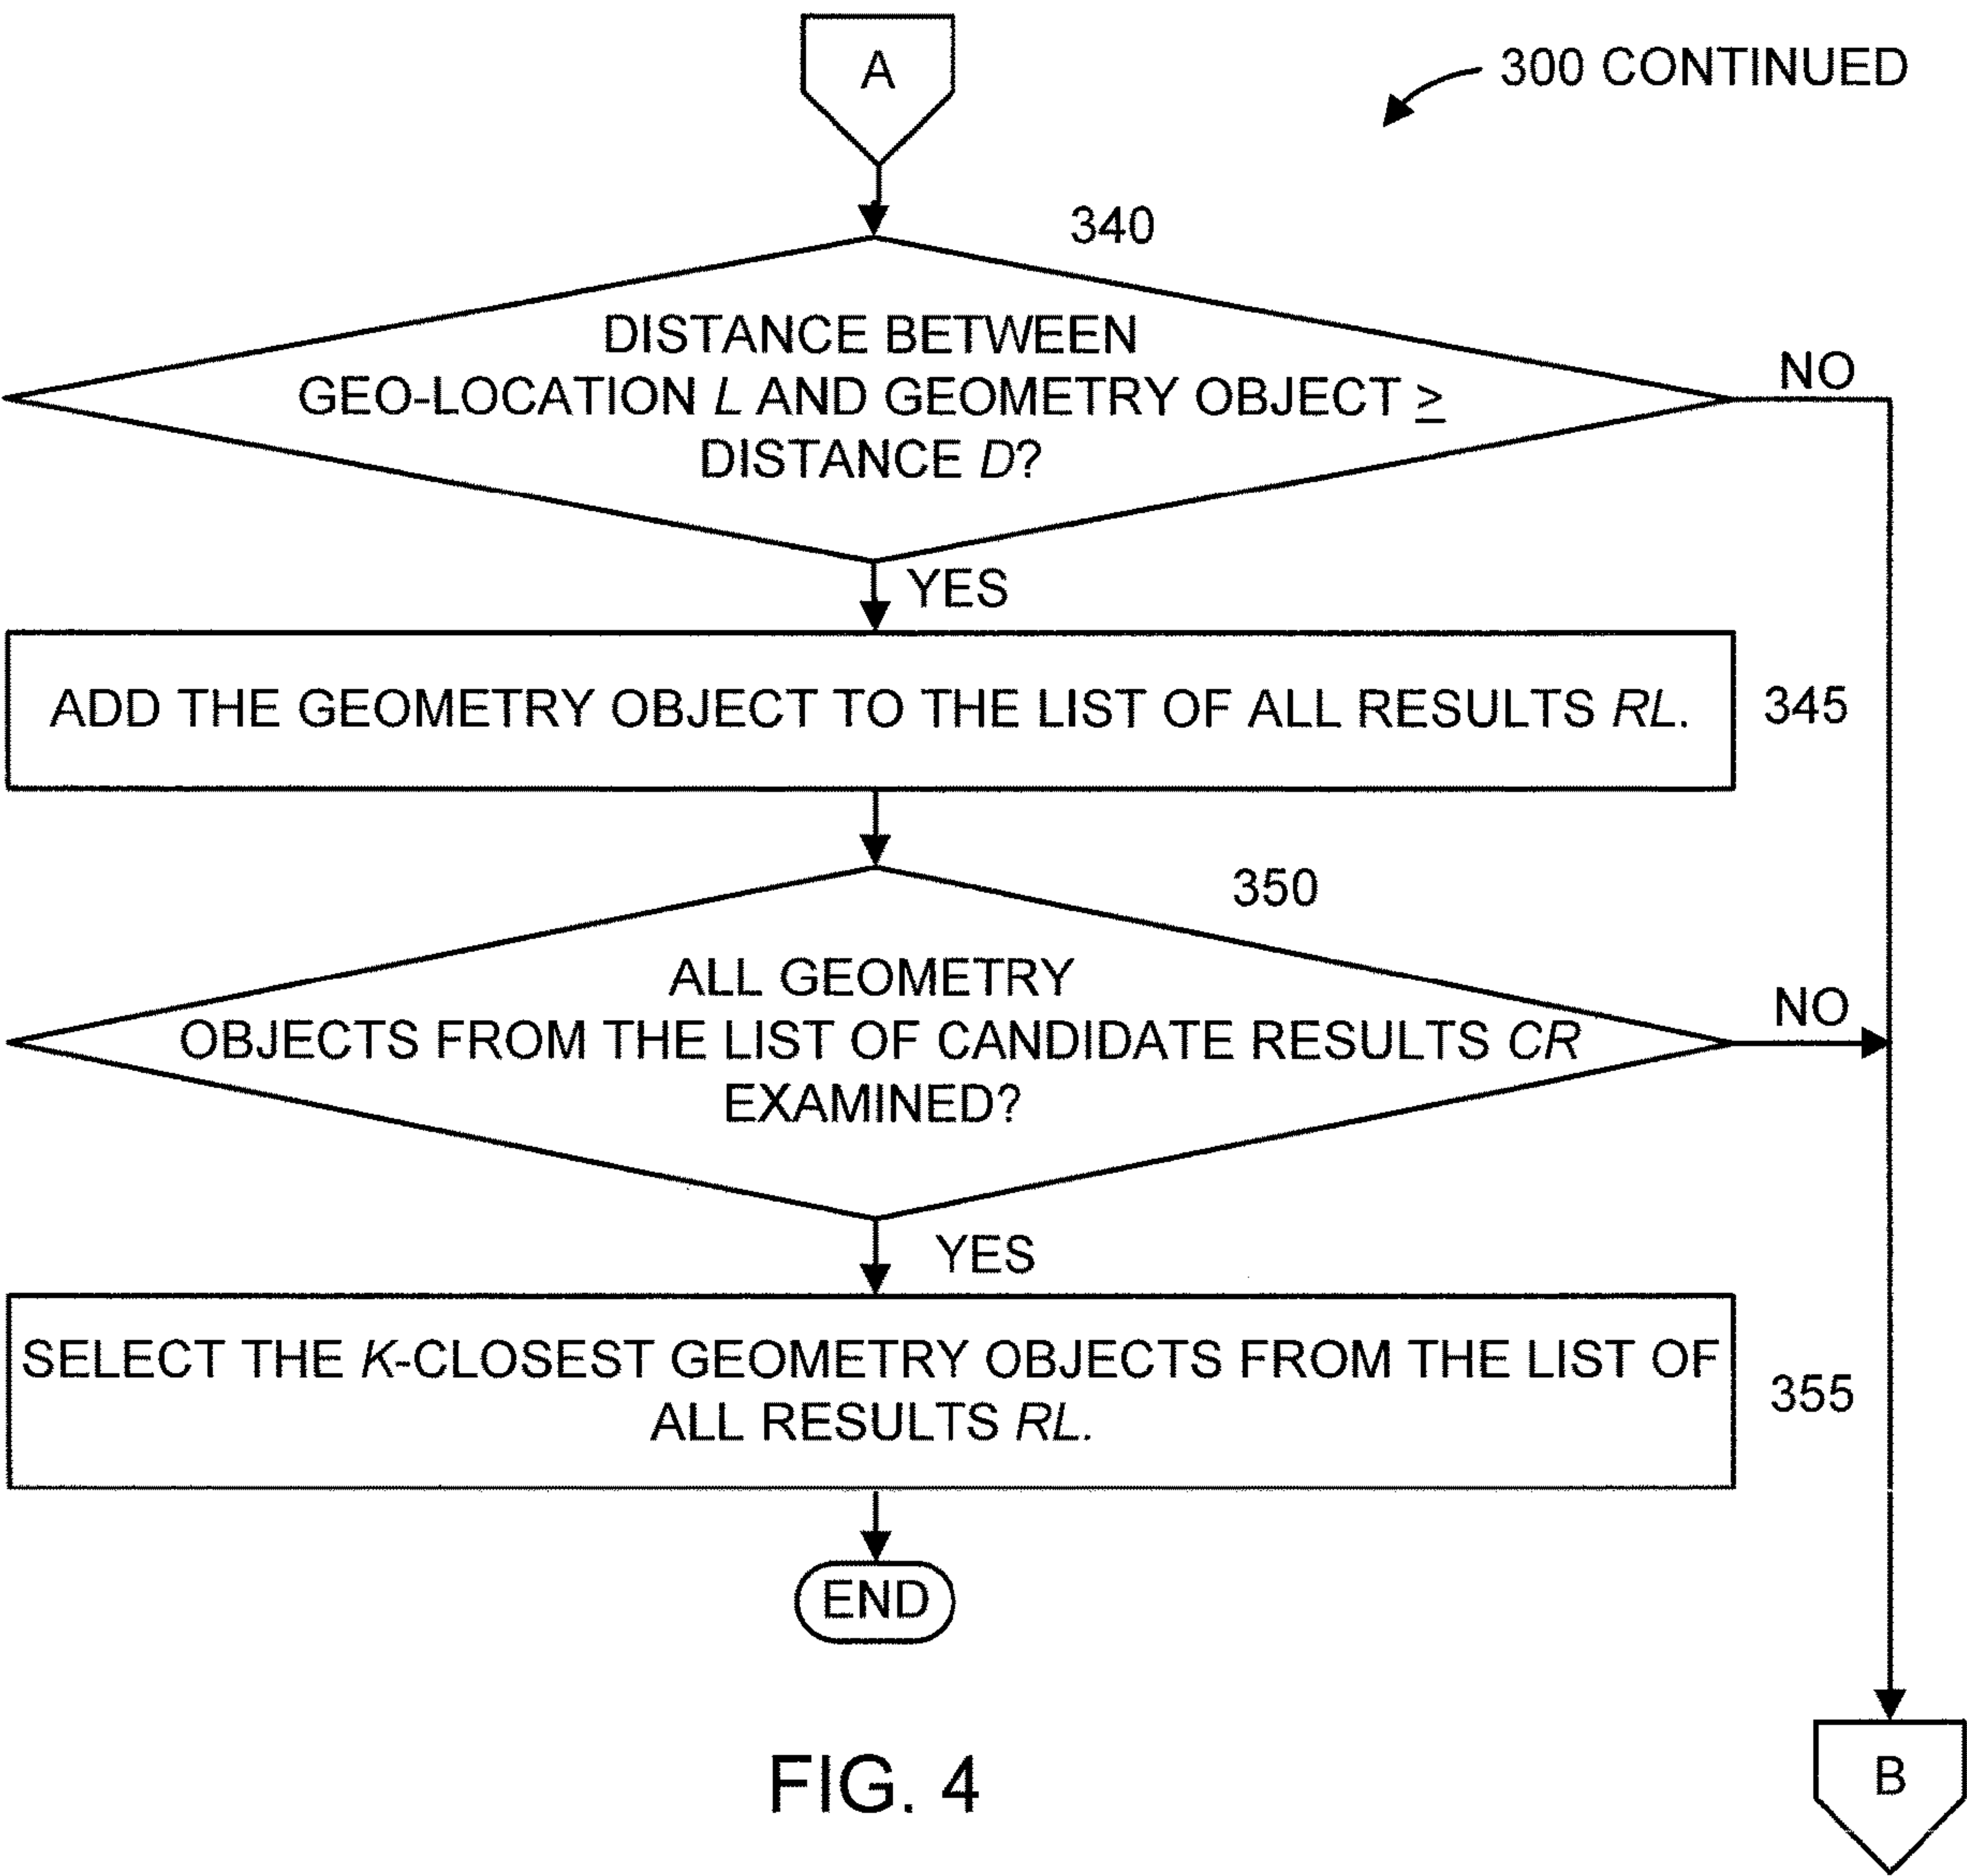 A
300 CONTINUED
340
DISTANCE BETWEEN
GEO-LOCATION L AND GEOMETRY OBJECT ≥
DISTANCE D?
NO
YES
ADD THE GEOMETRY OBJECT TO THE LIST OF ALL RESULTS RL.
345
350
ALL GEOMETRY
OBJECTS FROM THE LIST OF CANDIDATE RESULTS CR
EXAMINED?
NO
YES
SELECT THE K-CLOSEST GEOMETRY OBJECTS FROM THE LIST OF
ALL RESULTS RL.
355
END
B
FIG. 4